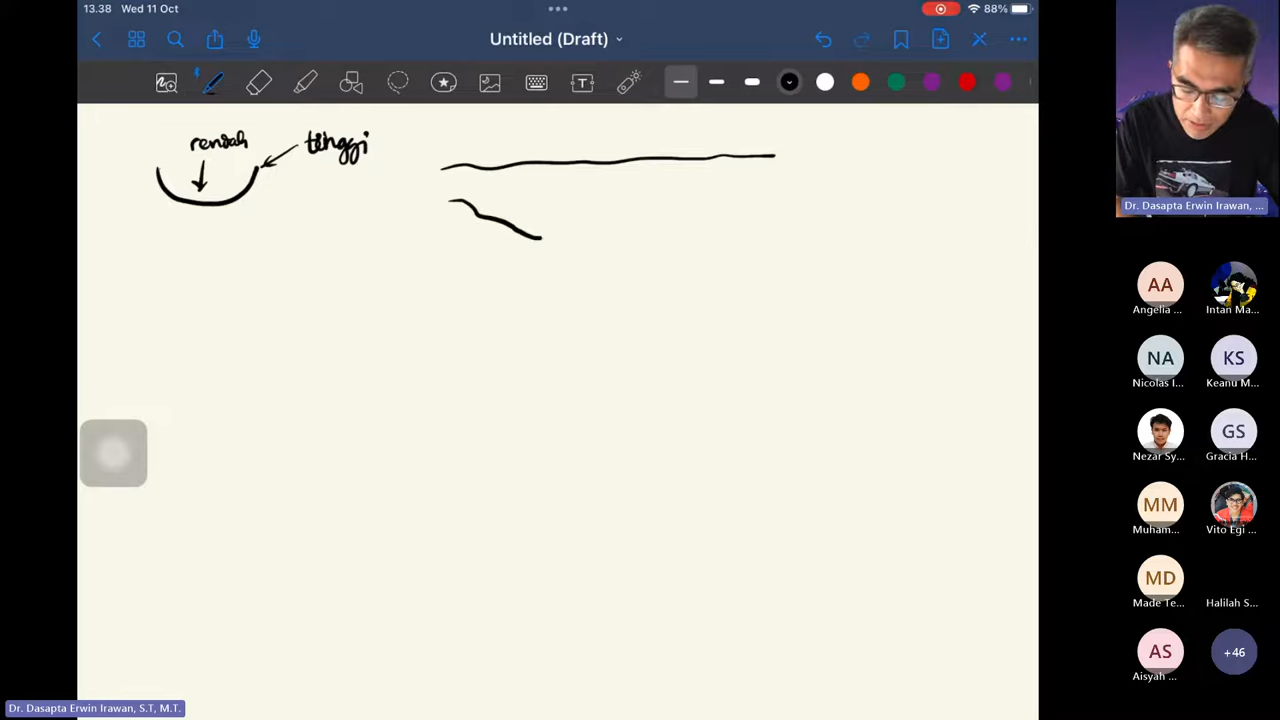 13.38 Wed 11 Oct
88%
Untitled (Draft)
T
rendah
tinggi
Dr. Dasapta Erwin Irawan, ...
AA
Angelia ...
Intan Ma...
NA
Nicolas I...
KS
Keanu M...
Nezar Sy...
GS
Gracia H...
MM
Muham...
Vito Egi ...
MD
Made Te...
Halilah S...
AS
Aisyah ...
+46
Dr. Dasapta Erwin Irawan, S.T, M.T.